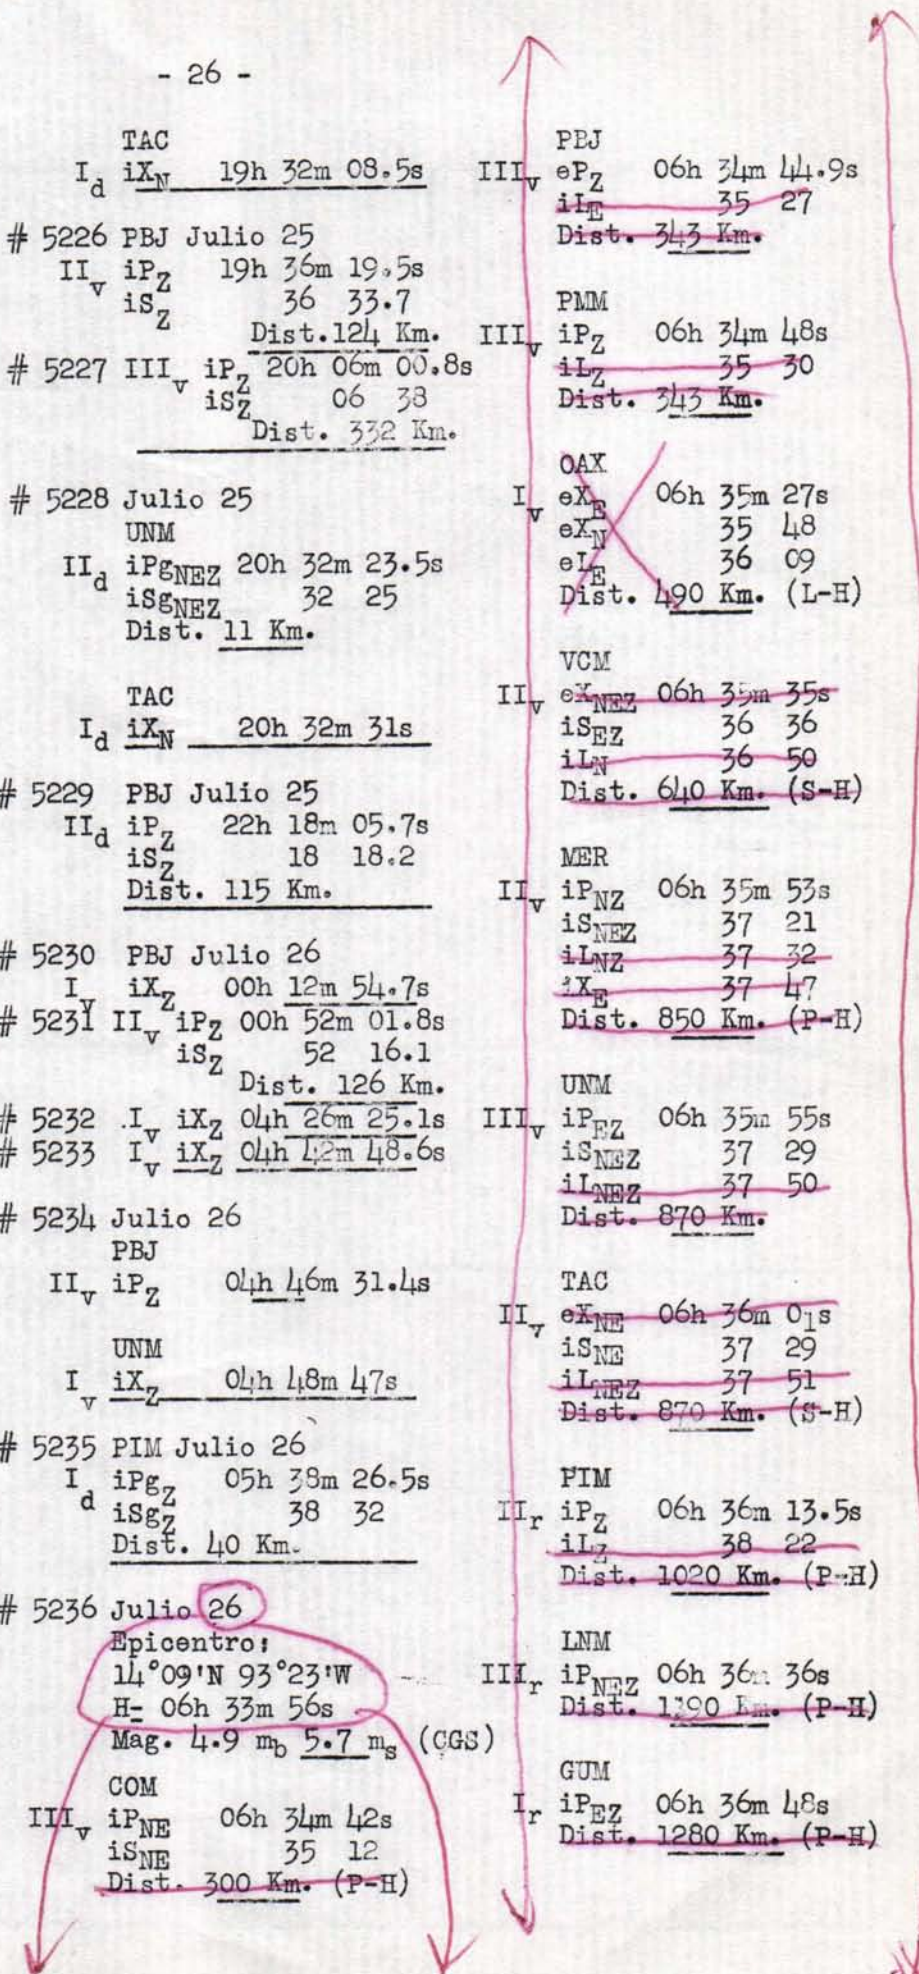 - 26 -
TAC
I_d iX_N 19h 32m 08.5s
# 5226 PBJ Julio 25
II_v iP_Z 19h 36m 19.5s
iS_Z 36 33.7
Dist. 124 Km.
# 5227 III_v iP_Z 20h 06m 00.8s
iS_Z 06 38
Dist. 332 Km.
# 5228 Julio 25
UNM
II_d iPg_NEZ 20h 32m 23.5s
iSg_NEZ 32 25
Dist. 11 Km.
TAC
I_d iX_N 20h 32m 31s
# 5229 PBJ Julio 25
II_d iP_Z 22h 18m 05.7s
iS_Z 18 18.2
Dist. 115 Km.
# 5230 PBJ Julio 26
I_v iX_Z 00h 12m 54.7s
# 5231 II_v iP_Z 00h 52m 01.8s
iS_Z 52 16.1
Dist. 126 Km.
# 5232 .I_v iX_Z 04h 26m 25.1s
# 5233 I_v iX_Z 04h 42m 48.6s
# 5234 Julio 26
PBJ
II_v iP_Z 04h 46m 31.4s
UNM
I_v iX_Z 04h 48m 47s
# 5235 PIM Julio 26
I_d iPg_Z 05h 38m 26.5s
iSg_Z 38 32
Dist. 40 Km.
# 5236 Julio 26
Epicentro:
14°09'N 93°23'W
H= 06h 33m 56s
Mag. 4.9 m_b 5.7 m_s (CGS)
COM
III_v iP_NE 06h 34m 42s
iS_NE 35 12
Dist. 300 Km. (P-H)
PBJ
III_v eP_Z 06h 34m 44.9s
iL_E 35 27
Dist. 343 Km.
PMM
III_v iP_Z 06h 34m 48s
iL_Z 35 30
Dist. 343 Km.
OAX
I_v eX_E 06h 35m 27s
eX_N 35 48
eL_E 36 09
Dist. 490 Km. (L-H)
VCM
II_v eX_NEZ 06h 35m 35s
iS_EZ 36 36
iL_N 36 50
Dist. 640 Km. (S-H)
MER
II_v iP_NZ 06h 35m 53s
iS_NEZ 37 21
iL_NZ 37 32
iX_E 37 47
Dist. 850 Km. (P-H)
UNM
III_v iP_EZ 06h 35m 55s
iS_NEZ 37 29
iL_NEZ 37 50
Dist. 870 Km.
TAC
II_v eX_NE 06h 36m 01s
iS_NE 37 29
iL_NEZ 37 51
Dist. 870 Km. (S-H)
PIM
II_r iP_Z 06h 36m 13.5s
iL_Z 38 22
Dist. 1020 Km. (P-H)
LNM
III_r iP_NEZ 06h 36m 36s
Dist. Km. (P-H)
GUM
I_r iP_EZ 06h 36m 48s
Dist. 1280 Km. (P-H)